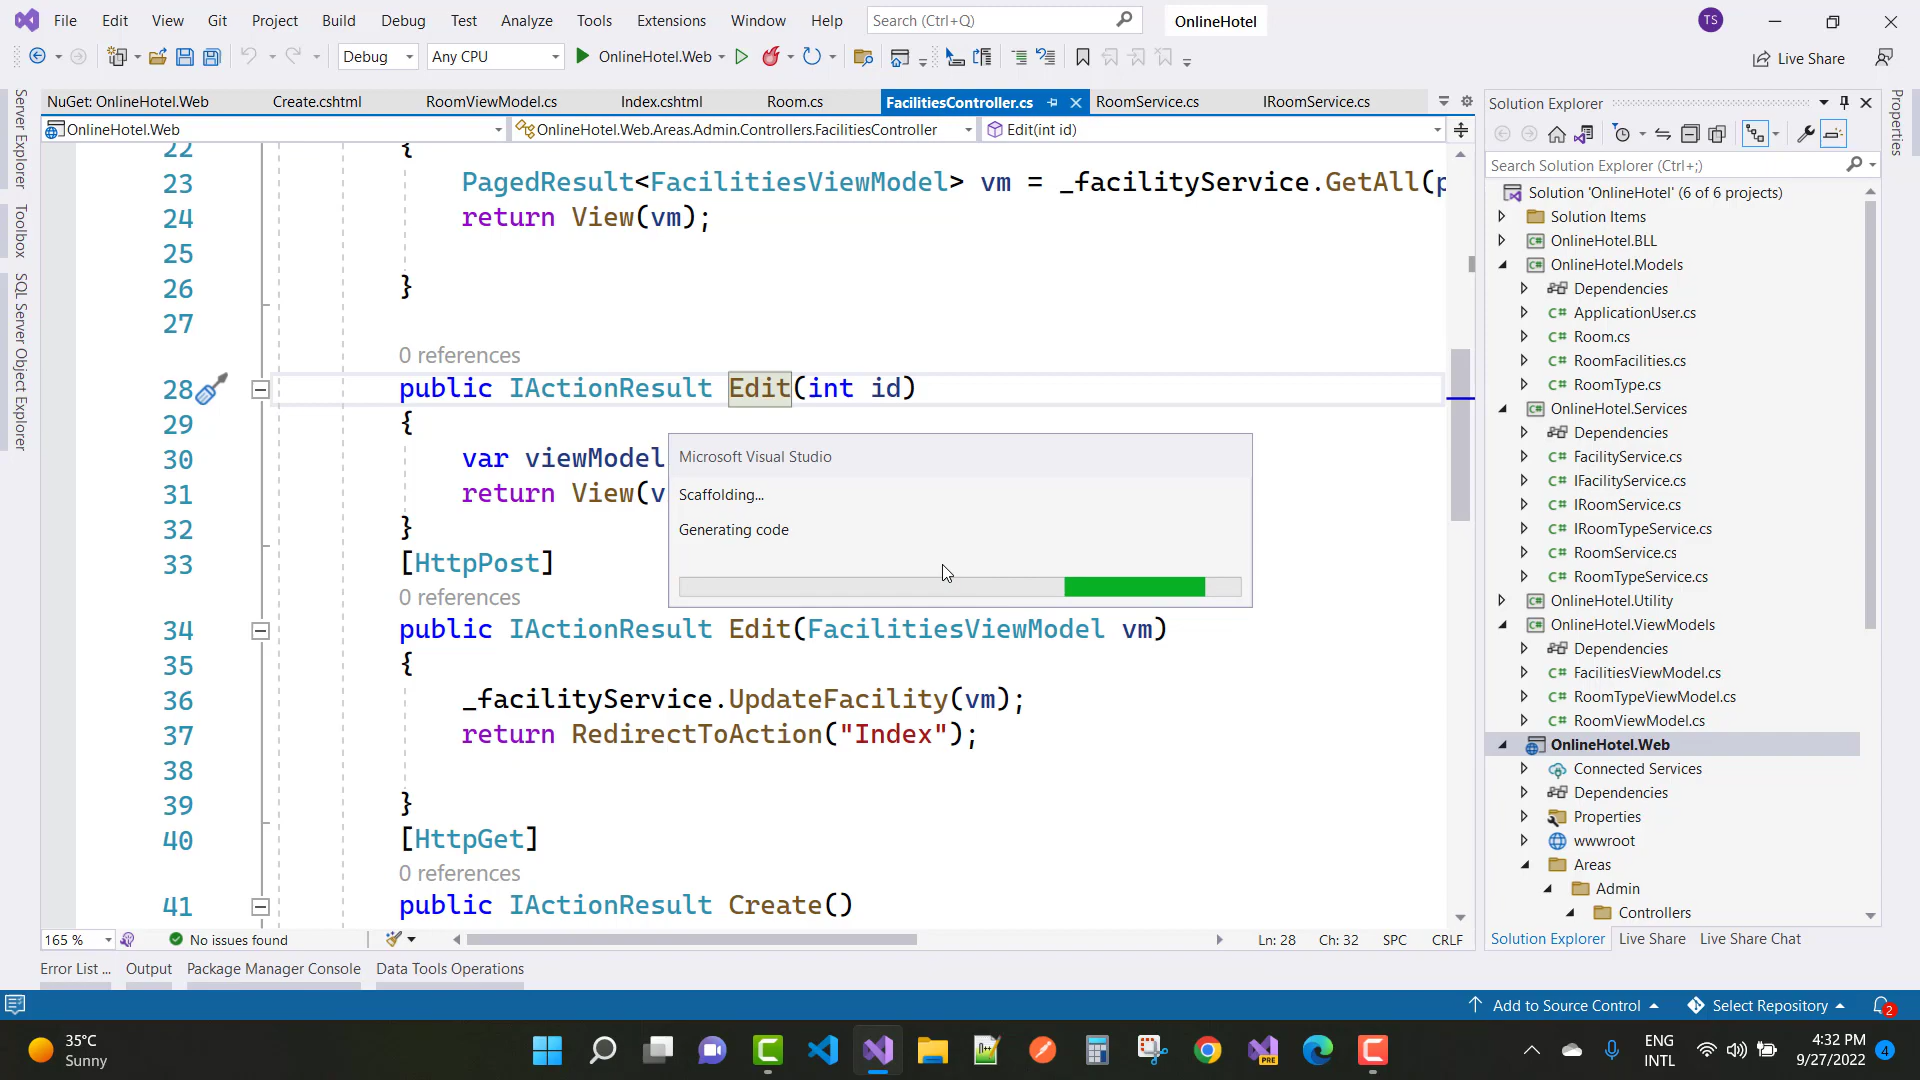 File Edit View Git Project Build Debug Test Analyze Tools Extensions Window Help Search (Ctrl+Q) OnlineHotel TS
Debug Any CPU OnlineHotel.Web Live Share
NuGet: OnlineHotel.Web Create.cshtml RoomViewModel.cs Index.cshtml Room.cs FacilitiesController.cs RoomService.cs IRoomService.cs
OnlineHotel.Web OnlineHotel.Web.Areas.Admin.Controllers.FacilitiesController Edit(int id)
Server Explorer
Toolbox
SQL Server Object Explorer
22 {
23 PagedResult<FacilitiesViewModel> vm = _facilityService.GetAll(p
24 return View(vm);
25
26 }
27
0 references
28 public IActionResult Edit(int id)
29 {
30 var viewModel
31 return View(v
32 }
33 [HttpPost]
0 references
34 public IActionResult Edit(FacilitiesViewModel vm)
35 {
36 _facilityService.UpdateFacility(vm);
37 return RedirectToAction("Index");
38
39 }
40 [HttpGet]
0 references
41 public IActionResult Create()
Microsoft Visual Studio
Scaffolding...
Generating code
165 % No issues found Ln: 28 Ch: 32 SPC CRLF
Error List ... Output Package Manager Console Data Tools Operations
Solution Explorer
Search Solution Explorer (Ctrl+;)
Solution 'OnlineHotel' (6 of 6 projects)
Solution Items
OnlineHotel.BLL
OnlineHotel.Models
Dependencies
ApplicationUser.cs
Room.cs
RoomFacilities.cs
RoomType.cs
OnlineHotel.Services
Dependencies
FacilityService.cs
IFacilityService.cs
IRoomService.cs
IRoomTypeService.cs
RoomService.cs
RoomTypeService.cs
OnlineHotel.Utility
OnlineHotel.ViewModels
Dependencies
FacilitiesViewModel.cs
RoomTypeViewModel.cs
RoomViewModel.cs
OnlineHotel.Web
Connected Services
Dependencies
Properties
wwwroot
Areas
Admin
Controllers
Solution Explorer Live Share Live Share Chat
Properties
Add to Source Control Select Repository 2
35°C
Sunny
PRE
ENG
INTL
4:32 PM
9/27/2022
4